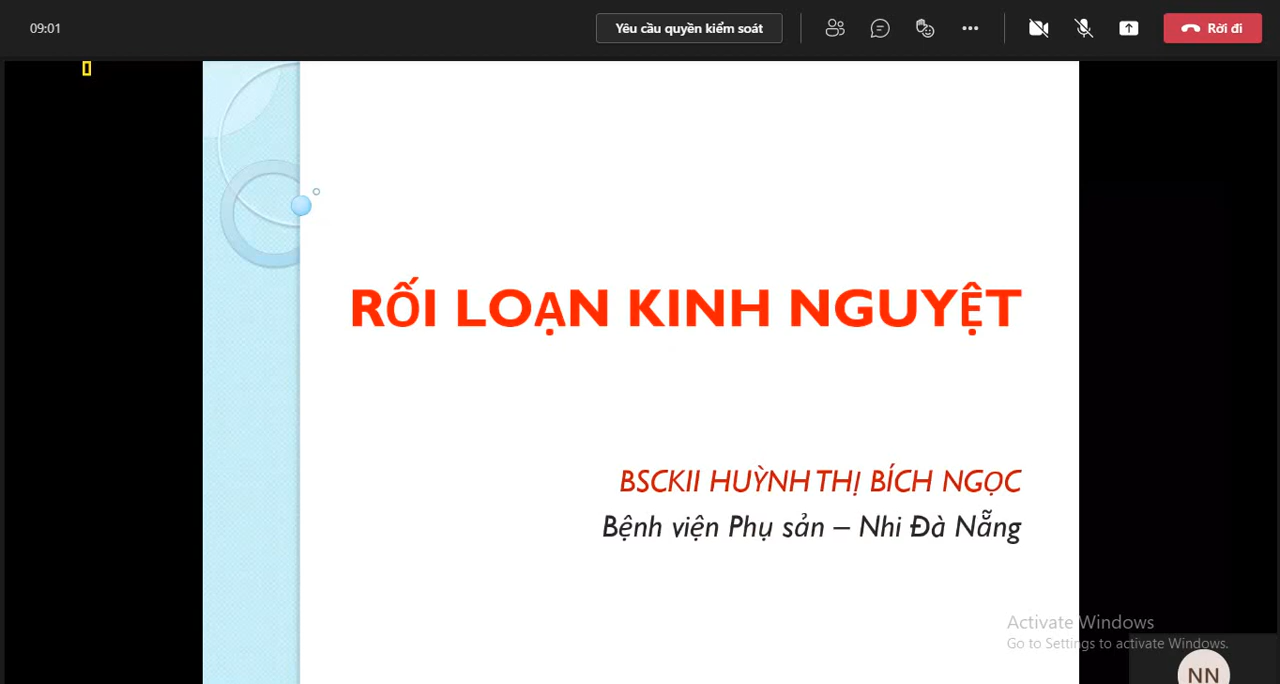 09:01
Yêu cầu quyền kiểm soát
Rời đi
RỐI LOẠN KINH NGUYỆT
BSCKII HUỲNH THỊ BÍCH NGỌC
Bệnh viện Phụ sản – Nhi Đà Nẵng
Activate Windows
Go to Settings to activate Windows.
NN